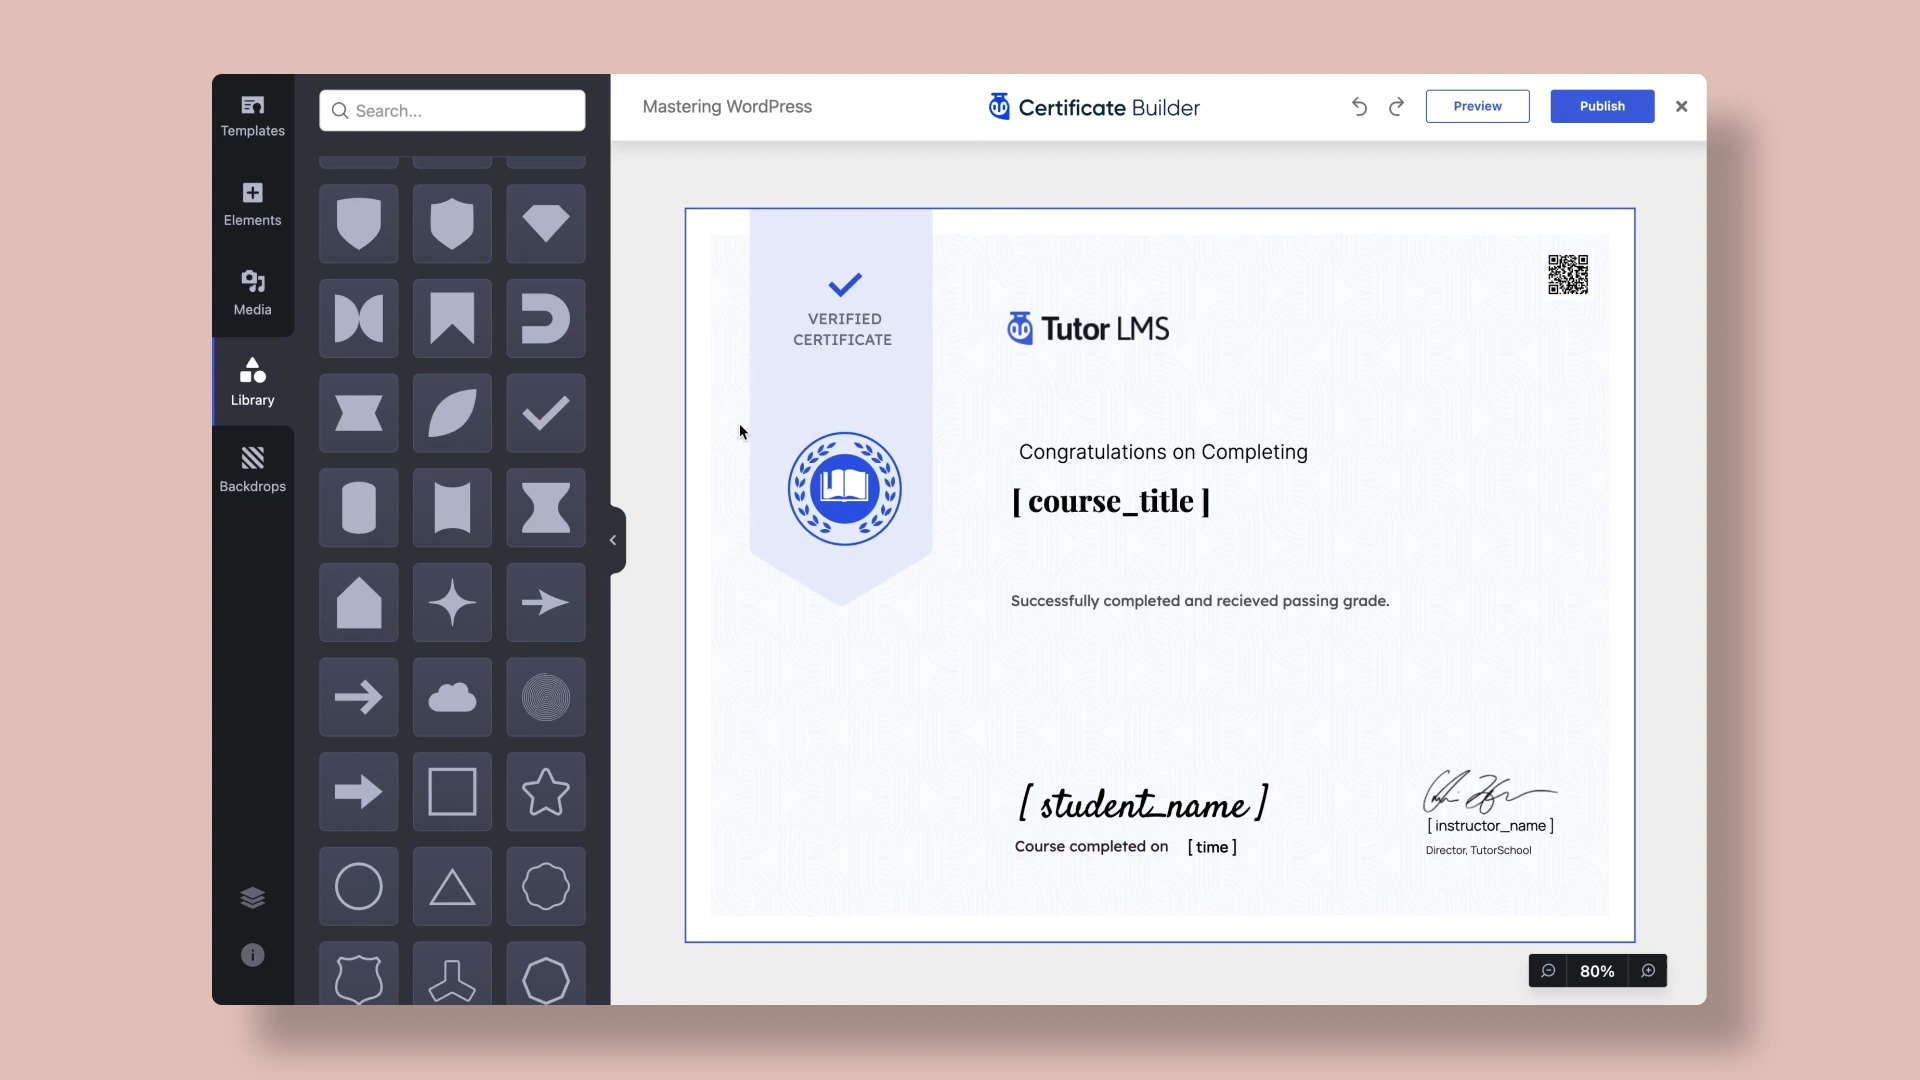 Templates
Elements
Media
Library
Backdrops
Search...
Mastering WordPress
Certificate Builder
Preview
Publish
VERIFIED
CERTIFICATE
Tutor LMS
Congratulations on Completing
[ course_title ]
Successfully completed and recieved passing grade.
[ student_name ]
Course completed on [ time ]
[ instructor_name ]
Director, TutorSchool
80%